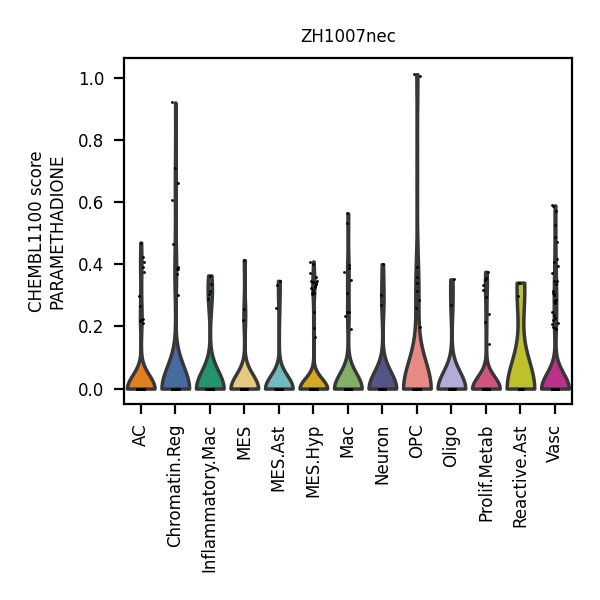 ZH1007nec
CHEMBL1100 score
PARAMETHADIONE
1.0
0.8
0.6
0.4
0.2
0.0
AC
Chromatin.Reg
Inflammatory.Mac
MES
MES.Ast
MES.Hyp
Mac
Neuron
OPC
Oligo
Prolif.Metab
Reactive.Ast
Vasc